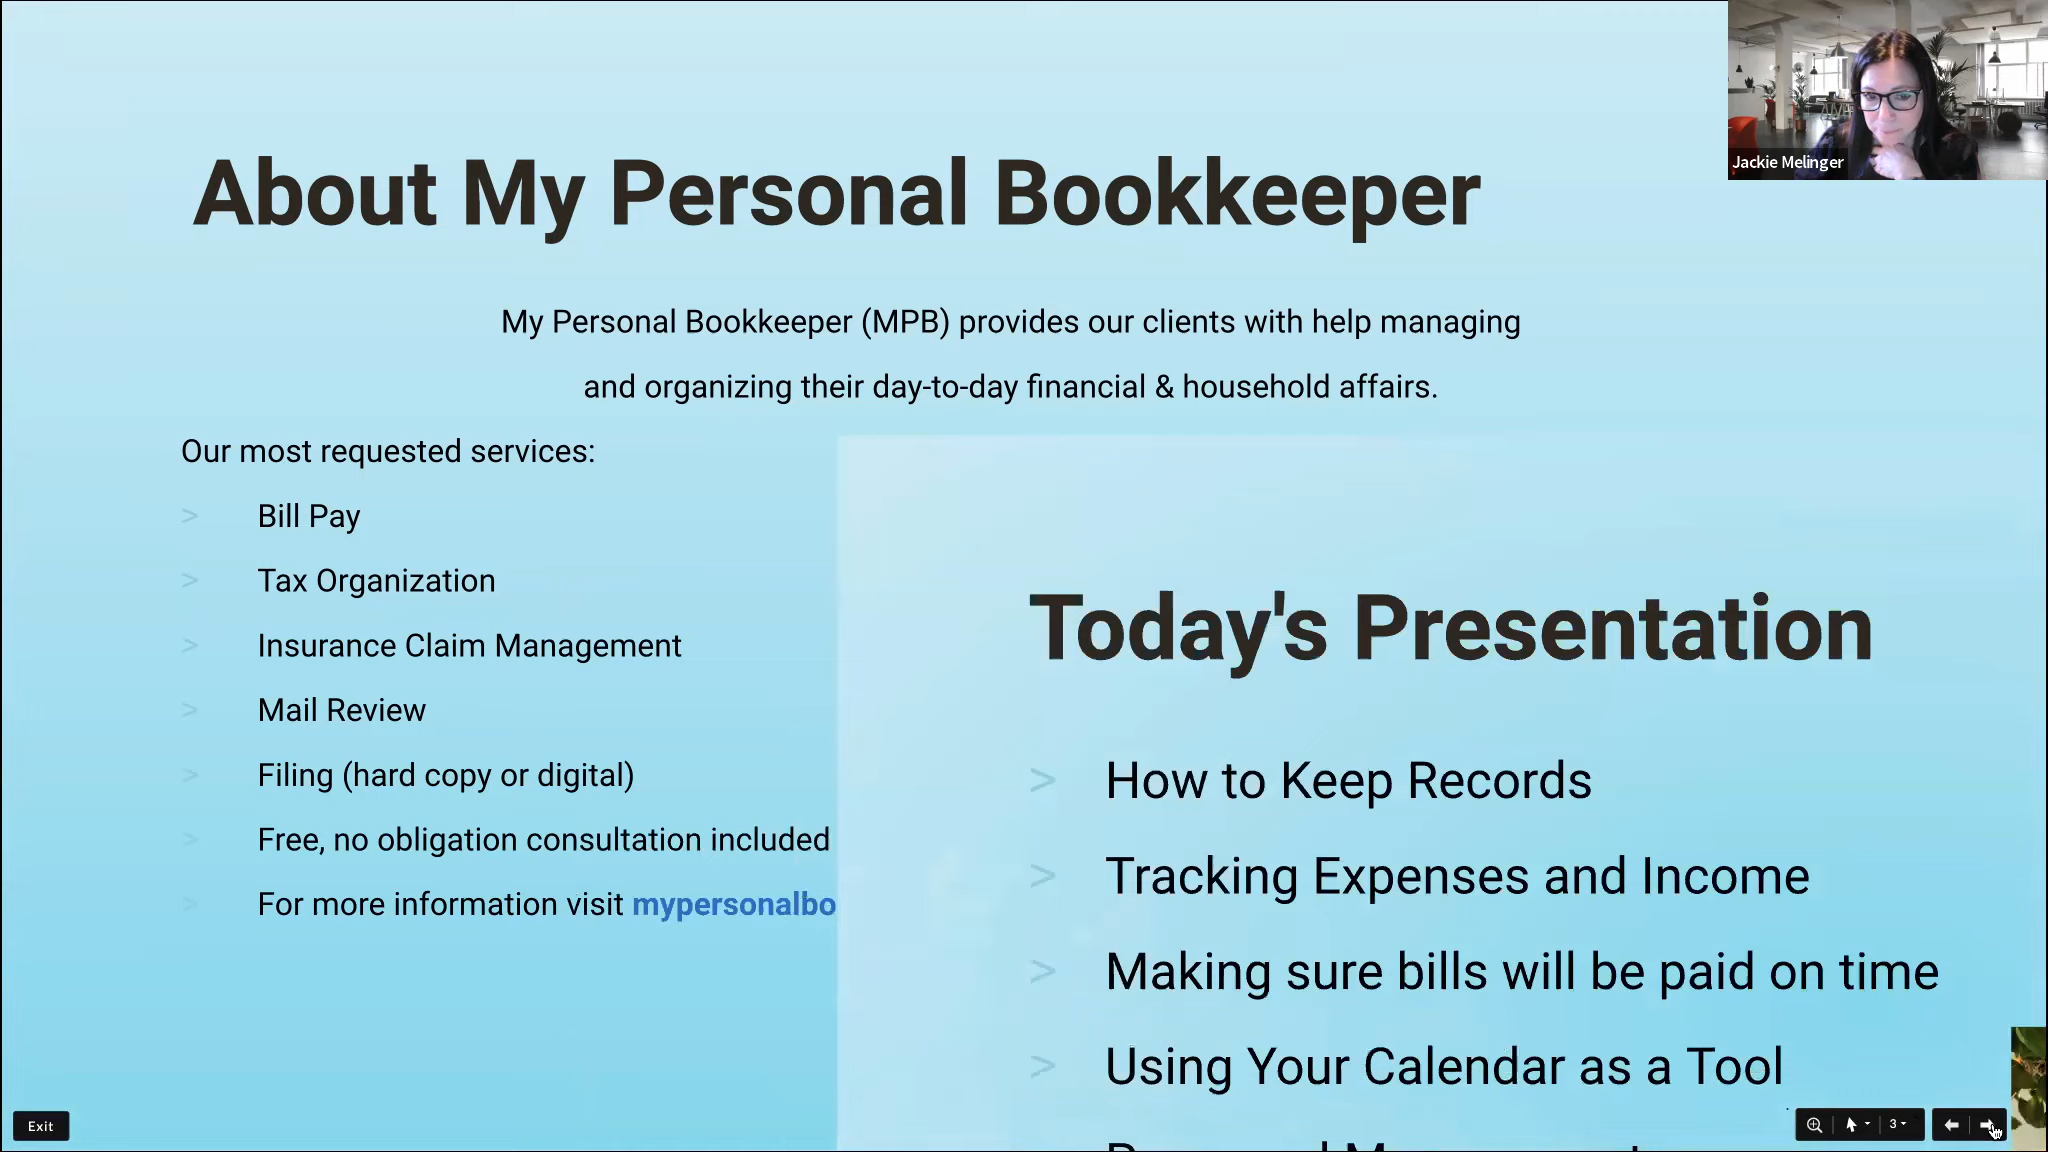 Jackie Melinger
About My Personal Bookkeeper
My Personal Bookkeeper (MPB) provides our clients with help managing
and organizing their day-to-day financial & household affairs.
Our most requested services:
> Bill Pay
> Tax Organization
> Insurance Claim Management
> Mail Review
> Filing (hard copy or digital)
> Free, no obligation consultation included
> For more information visit mypersonalbo
Today's Presentation
> How to Keep Records
> Tracking Expenses and Income
> Making sure bills will be paid on time
> Using Your Calendar as a Tool
Exit
3